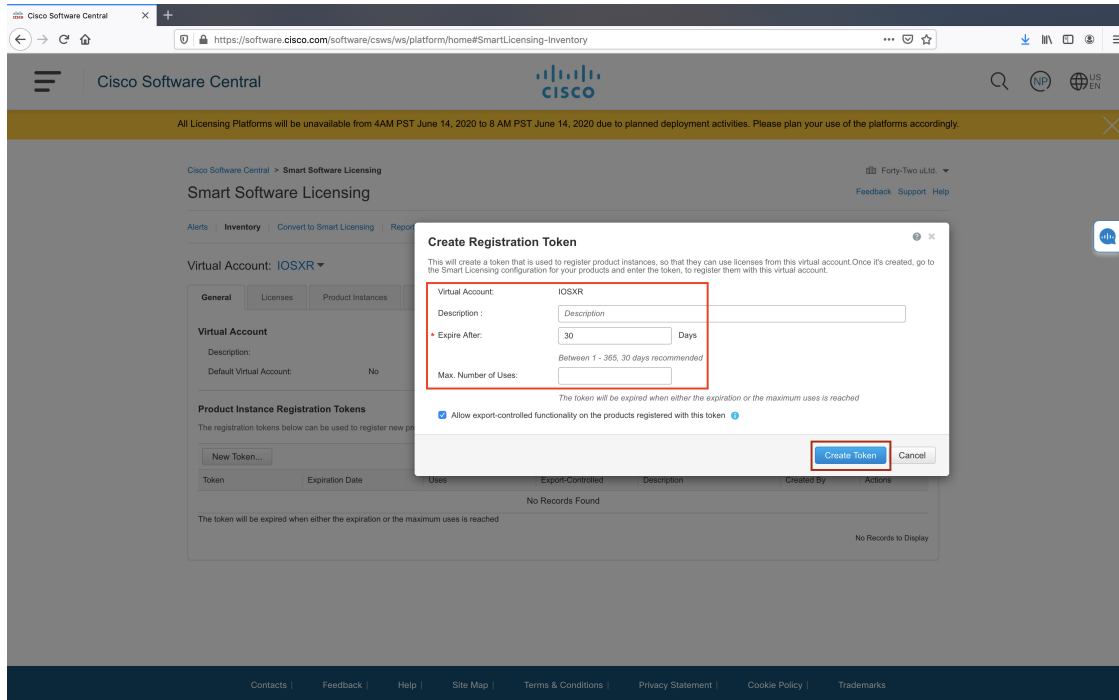 Cisco Software Central
https://software.cisco.com/software/csws/ws/platform/home#SmartLicensing-Inventory
Cisco Software Central
CISCO
NP
US
EN
All Licensing Platforms will be unavailable from 4AM PST June 14, 2020 to 8 AM PST June 14, 2020 due to planned deployment activities. Please plan your use of the platforms accordingly.
Cisco Software Central > Smart Software Licensing
Forty-Two uLtd.
Smart Software Licensing
Feedback Support Help
Alerts | Inventory | Convert to Smart Licensing | Report
Virtual Account: IOSXR
General Licenses Product Instances
Virtual Account
Description:
Default Virtual Account: No
Product Instance Registration Tokens
The registration tokens below can be used to register new pr
New Token...
Token Expiration Date Uses Export-Controlled Description Created By Actions
No Records Found
The token will be expired when either the expiration or the maximum uses is reached
No Records to Display
Create Registration Token
This will create a token that is used to register product instances, so that they can use licenses from this virtual account.Once it's created, go to
the Smart Licensing configuration for your products and enter the token, to register them with this virtual account.
Virtual Account: IOSXR
Description : Description
* Expire After: 30 Days
Between 1 - 365, 30 days recommended
Max. Number of Uses:
The token will be expired when either the expiration or the maximum uses is reached
Allow export-controlled functionality on the products registered with this token
Create Token Cancel
Contacts | Feedback | Help | Site Map | Terms & Conditions | Privacy Statement | Cookie Policy | Trademarks